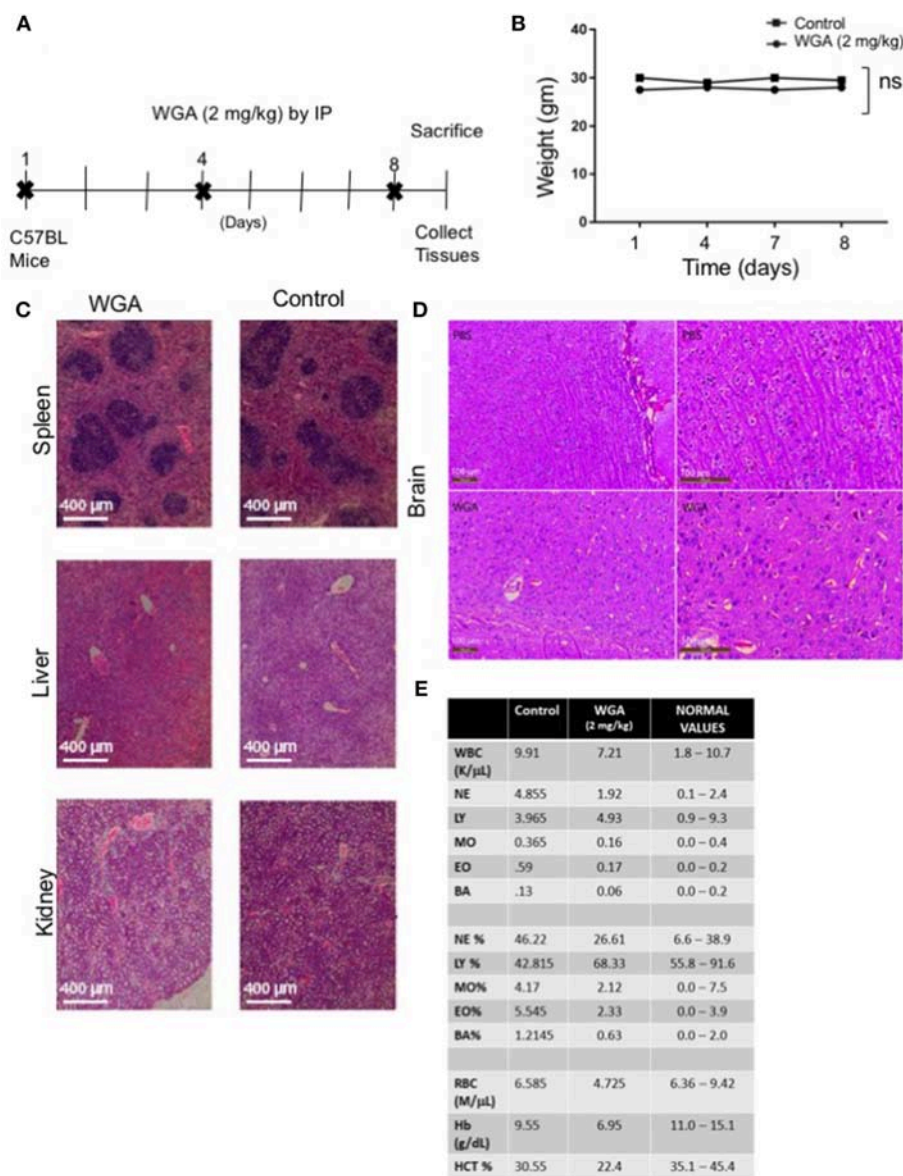 A
WGA (2 mg/kg) by IP
Sacrifice
1
4
8
(Days)
C57BL
Mice
Collect
Tissues
B
Control
WGA (2 mg/kg)
ns
40
30
20
10
0
Weight (gm)
1 4 7 8
Time (days)
C
WGA
Control
Spleen
400 µm
400 µm
Liver
400 µm
400 µm
Kidney
400 µm
400 µm
D
Brain
PBS
PBS
100 µm
100 µm
WGA
WGA
100 µm
100 µm
E
Control WGA NORMAL
(2 mg/kg) VALUES
WBC 9.91 7.21 1.8 – 10.7
(K/µL)
NE 4.855 1.92 0.1 – 2.4
LY 3.965 4.93 0.9 – 9.3
MO 0.365 0.16 0.0 – 0.4
EO .59 0.17 0.0 – 0.2
BA .13 0.06 0.0 – 0.2
NE % 46.22 26.61 6.6 – 38.9
LY % 42.815 68.33 55.8 – 91.6
MO% 4.17 2.12 0.0 – 7.5
EO% 5.545 2.33 0.0 – 3.9
BA% 1.2145 0.63 0.0 – 2.0
RBC 6.585 4.725 6.36 – 9.42
(M/µL)
Hb 9.55 6.95 11.0 – 15.1
(g/dL)
HCT % 30.55 22.4 35.1 – 45.4